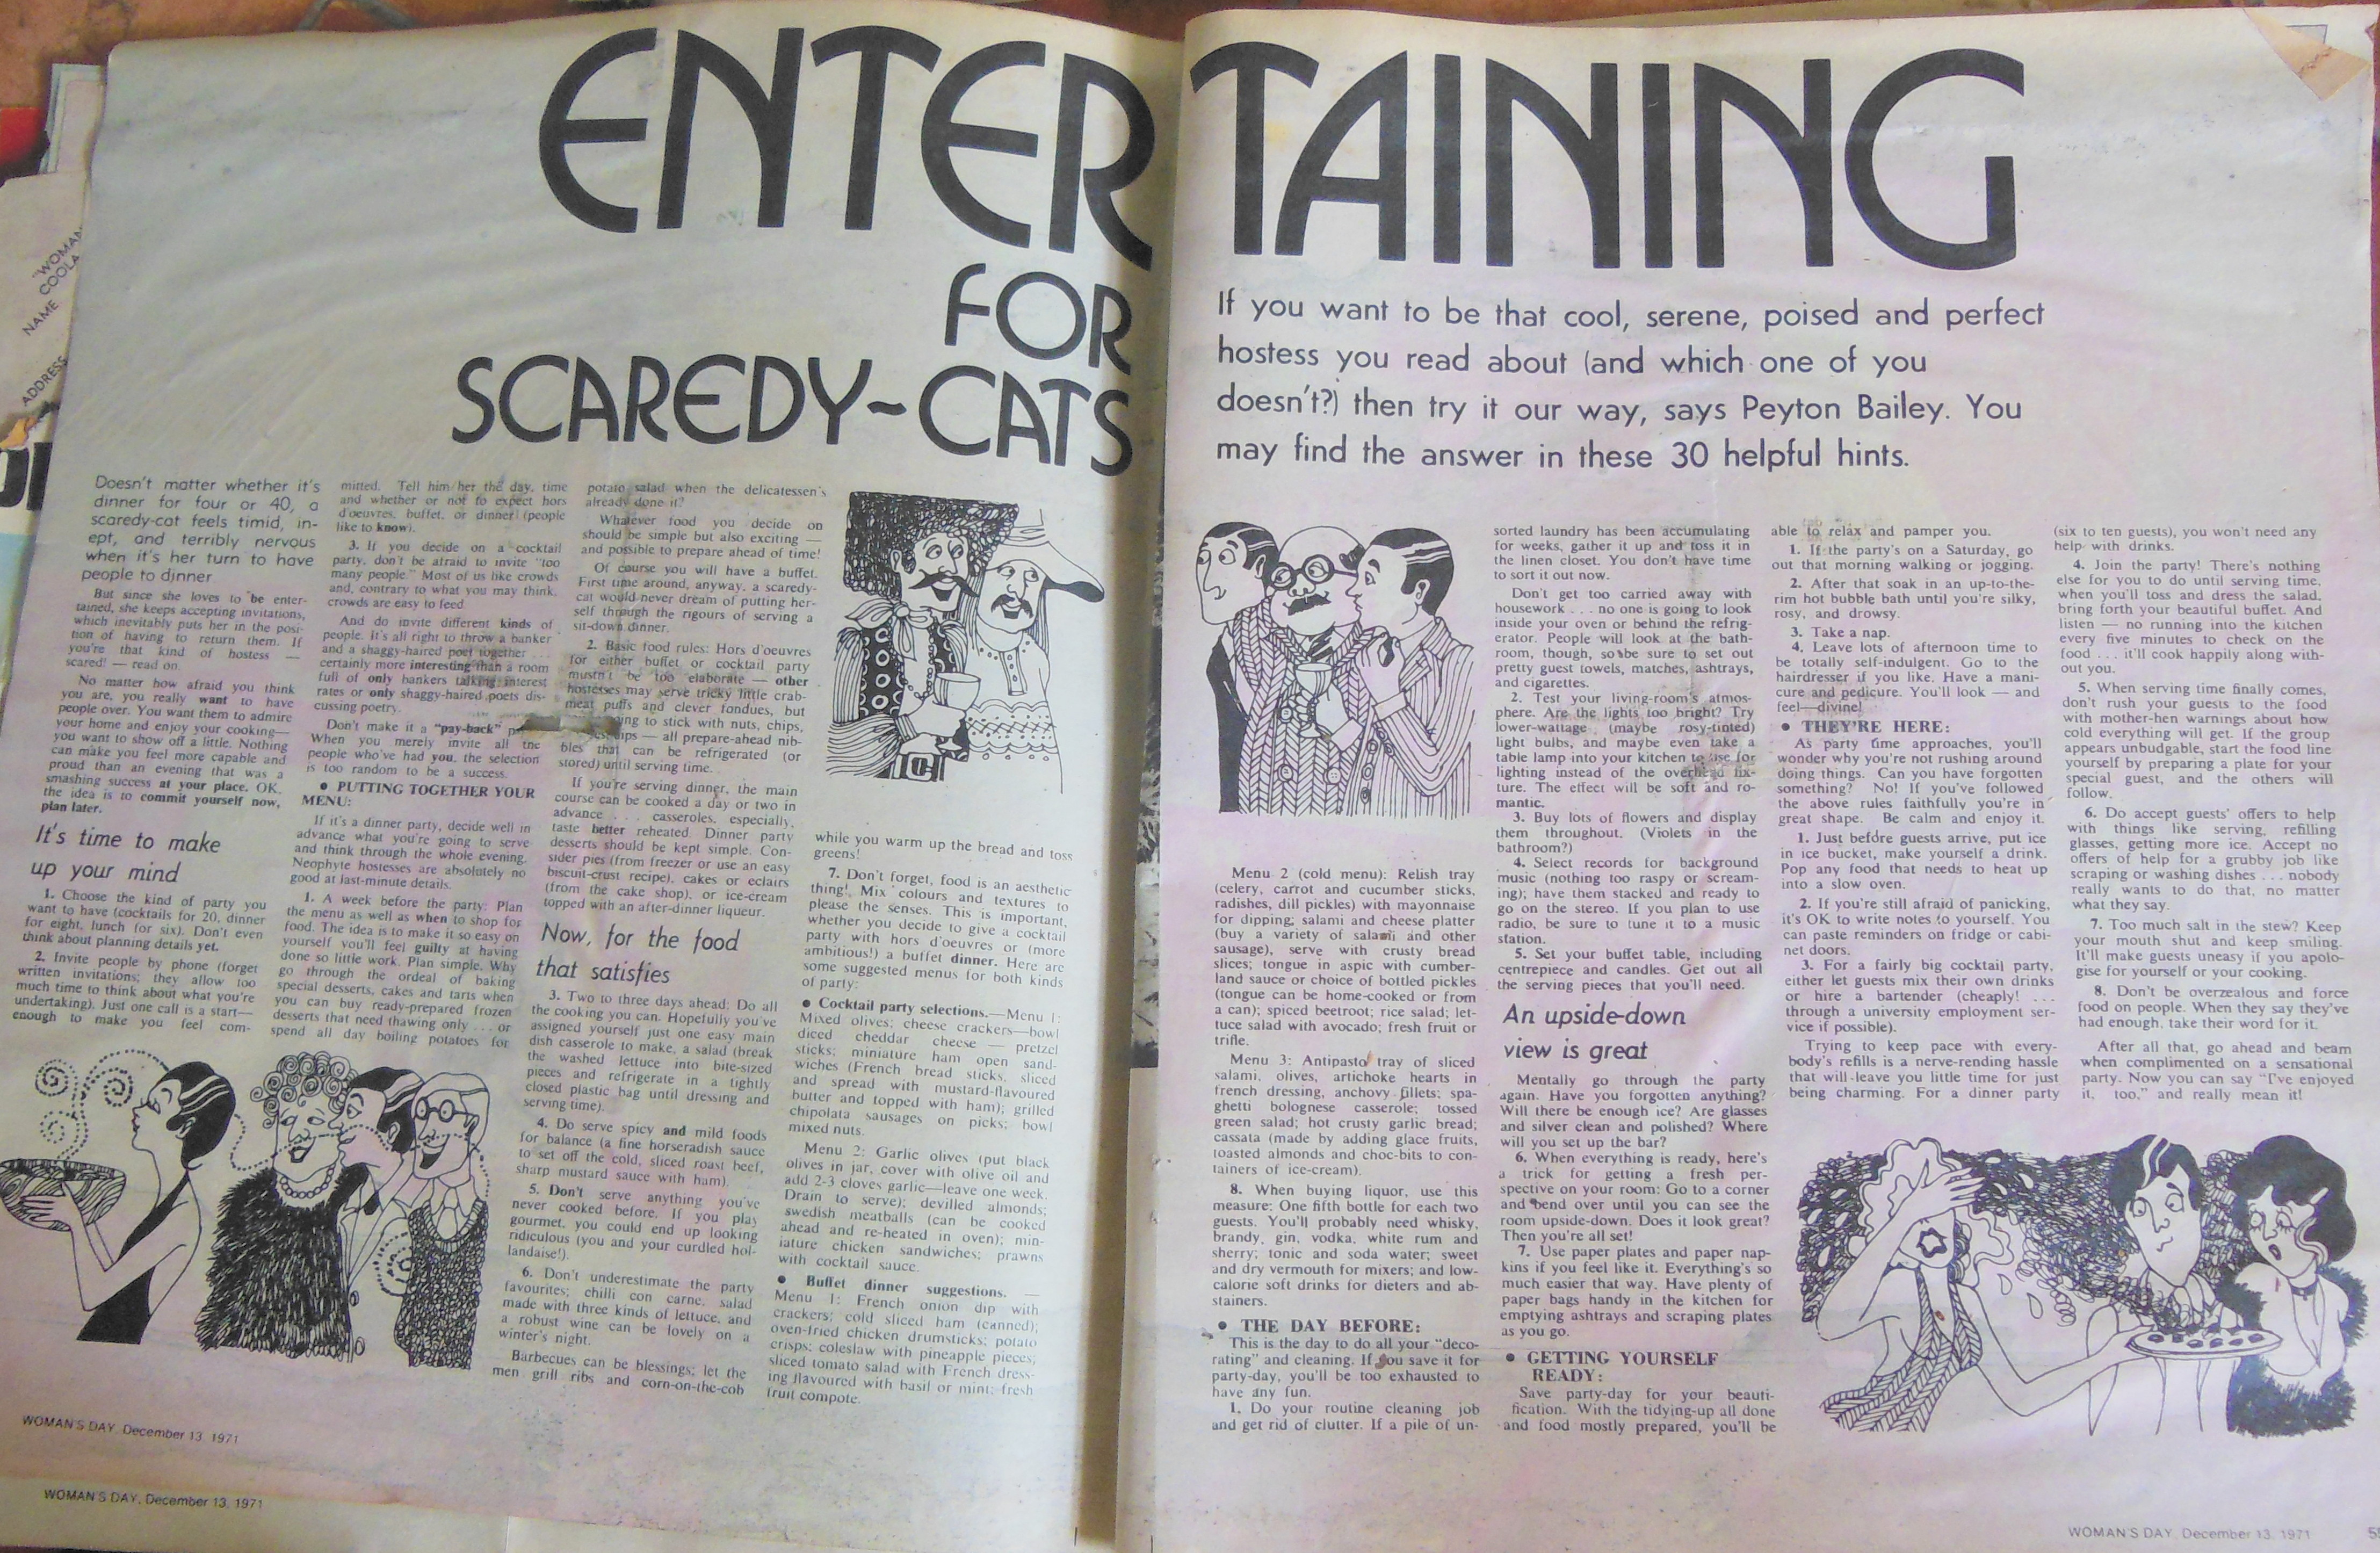 ENTERTAINING
FOR
SCAREDY-CATS
If you want to be that cool, serene, poised and perfect
hostess you read about (and which one of you
doesn't?) then try it our way, says Peyton Bailey. You
may find the answer in these 30 helpful hints.
"WOMAN
COOLA
NAME
ADDRESS
Doesn't matter whether it's
dinner for four or 40, a
scaredy-cat feels timid, in-
ept, and terribly nervous
when it's her turn to have
people to dinner
But since she loves to be enter-
tained, she keeps accepting invitations,
which inevitably puts her in the posi-
tion of having to return them. If
you're that kind of hostess —
scared! — read on.
No matter how afraid you think
you are, you really want to have
people over. You want them to admire
your home and enjoy your cooking—
you want to show off a little. Nothing
can make you feel more capable and
proud than an evening that was a
smashing success at your place. OK,
the idea is to commit yourself now,
plan later.
It's time to make
up your mind
1. Choose the kind of party you
want to have (cocktails for 20, dinner
for eight, lunch for six). Don't even
think about planning details yet.
2. Invite people by phone (forget
written invitations; they allow too
much time to think about what you're
undertaking). Just one call is a start—
enough to make you feel com-
mitted. Tell him/her the day, time
and whether or not to expect hors
d'oeuvres, buffet, or dinner (people
like to know).
3. If you decide on a cocktail
party, don't be afraid to invite "too
many people." Most of us like crowds
and, contrary to what you may think,
crowds are easy to feed.
And do invite different kinds of
people. It's all right to throw a banker
and a shaggy-haired poet together . . .
certainly more interesting than a room
full of only bankers talking interest
rates or only shaggy-haired poets dis-
cussing poetry.
Don't make it a "pay-back"
When you merely invite all the
people who've had you, the selection
is too random to be a success.
• PUTTING TOGETHER YOUR
MENU:
If it's a dinner party, decide well in
advance what you're going to serve
and think through the whole evening.
Neophyte hostesses are absolutely no
good at last-minute details.
1. A week before the party: Plan
the menu as well as when to shop for
food. The idea is to make it so easy on
yourself you'll feel guilty at having
done so little work. Plan simple. Why
go through the ordeal of baking
special desserts, cakes and tarts when
you can buy ready-prepared frozen
desserts that need thawing only . . . or
spend all day boiling potatoes for
potato salad when the delicatessen's
already done it?
Whatever food you decide on
should be simple but also exciting —
and possible to prepare ahead of time!
Of course you will have a buffet.
First time around, anyway, a scaredy-
cat would never dream of putting her-
self through the rigours of serving a
sit-down dinner.
2. Basic food rules: Hors d'oeuvres
for either buffet or cocktail party
mustn't be too elaborate — other
hostesses may serve tricky little crab-
meat puffs and clever fondues, but
ing to stick with nuts, chips,
— all prepare-ahead nib-
bles that can be refrigerated (or
stored) until serving time.
If you're serving dinner, the main
course can be cooked a day or two in
advance . . . casseroles, especially,
taste better reheated. Dinner party
desserts should be kept simple. Con-
sider pies (from freezer or use an easy
biscuit-crust recipe), cakes or eclairs
(from the cake shop), or ice-cream
topped with an after-dinner liqueur.
Now, for the food
that satisfies
3. Two to three days ahead: Do all
the cooking you can. Hopefully you've
assigned yourself just one easy main
dish casserole to make, a salad (break
the washed lettuce into bite-sized
pieces and refrigerate in a tightly
closed plastic bag until dressing and
serving time).
4. Do serve spicy and mild foods
for balance (a fine horseradish sauce
to set off the cold, sliced roast beef,
sharp mustard sauce with ham).
5. Don't serve anything you've
never cooked before. If you play
gourmet, you could end up looking
ridiculous (you and your curdled hol-
landaise!).
6. Don't underestimate the party
favourites; chilli con carne, salad
made with three kinds of lettuce, and
a robust wine can be lovely on a
winter's night.
Barbecues can be blessings; let the
men grill ribs and corn-on-the-cob
while you warm up the bread and toss
greens!
7. Don't forget, food is an aesthetic
thing! Mix colours and textures to
please the senses. This is important,
whether you decide to give a cocktail
party with hors d'oeuvres or (more
ambitious!) a buffet dinner. Here are
some suggested menus for both kinds
of party:
• Cocktail party selections.—Menu 1:
Mixed olives; cheese crackers—bowl
diced cheddar cheese — pretzel
sticks; miniature ham open sand-
wiches (French bread sticks, sliced
and spread with mustard-flavoured
butter and topped with ham); grilled
chipolata sausages on picks; bowl
mixed nuts.
Menu 2: Garlic olives (put black
olives in jar, cover with olive oil and
add 2-3 cloves garlic—leave one week.
Drain to serve); devilled almonds;
swedish meatballs (can be cooked
ahead and re-heated in oven); min-
iature chicken sandwiches; prawns
with cocktail sauce.
• Buffet dinner suggestions. —
Menu 1: French onion dip with
crackers; cold sliced ham (canned);
oven-fried chicken drumsticks; potato
crisps; coleslaw with pineapple pieces;
sliced tomato salad with French dress-
ing flavoured with basil or mint; fresh
fruit compote.
Menu 2 (cold menu): Relish tray
(celery, carrot and cucumber sticks,
radishes, dill pickles) with mayonnaise
for dipping; salami and cheese platter
(buy a variety of salami and other
sausage), serve with crusty bread
slices; tongue in aspic with cumber-
land sauce or choice of bottled pickles
(tongue can be home-cooked or from
a can); spiced beetroot; rice salad; let-
tuce salad with avocado; fresh fruit or
trifle.
Menu 3: Antipasto tray of sliced
salami, olives, artichoke hearts in
french dressing, anchovy fillets; spa-
ghetti bolognese casserole; tossed
green salad; hot crusty garlic bread;
cassata (made by adding glace fruits,
toasted almonds and choc-bits to con-
tainers of ice-cream).
8. When buying liquor, use this
measure: One fifth bottle for each two
guests. You'll probably need whisky,
brandy, gin, vodka, white rum and
sherry; tonic and soda water; sweet
and dry vermouth for mixers; and low-
calorie soft drinks for dieters and ab-
stainers.
• THE DAY BEFORE:
This is the day to do all your "deco-
rating" and cleaning. If you save it for
party-day, you'll be too exhausted to
have any fun.
1. Do your routine cleaning job
and get rid of clutter. If a pile of un-
sorted laundry has been accumulating
for weeks, gather it up and toss it in
the linen closet. You don't have time
to sort it out now.
Don't get too carried away with
housework . . . no one is going to look
inside your oven or behind the refrig-
erator. People will look at the bath-
room, though, so be sure to set out
pretty guest towels, matches, ashtrays,
and cigarettes.
2. Test your living-room's atmos-
phere. Are the lights too bright? Try
lower-wattage (maybe rosy-tinted)
light bulbs, and maybe even take a
table lamp into your kitchen to use for
lighting instead of the overhead fix-
ture. The effect will be soft and ro-
mantic.
3. Buy lots of flowers and display
them throughout. (Violets in the
bathroom?)
4. Select records for background
music (nothing too raspy or scream-
ing); have them stacked and ready to
go on the stereo. If you plan to use
radio, be sure to tune it to a music
station.
5. Set your buffet table, including
centrepiece and candles. Get out all
the serving pieces that you'll need.
An upside-down
view is great
Mentally go through the party
again. Have you forgotten anything?
Will there be enough ice? Are glasses
and silver clean and polished? Where
will you set up the bar?
6. When everything is ready, here's
a trick for getting a fresh per-
spective on your room: Go to a corner
and bend over until you can see the
room upside-down. Does it look great?
Then you're all set!
7. Use paper plates and paper nap-
kins if you feel like it. Everything's so
much easier that way. Have plenty of
paper bags handy in the kitchen for
emptying ashtrays and scraping plates
as you go.
• GETTING YOURSELF
READY:
Save party-day for your beauti-
fication. With the tidying-up all done
and food mostly prepared, you'll be
able to relax and pamper you.
1. If the party's on a Saturday, go
out that morning walking or jogging.
2. After that soak in an up-to-the-
rim hot bubble bath until you're silky,
rosy, and drowsy.
3. Take a nap.
4. Leave lots of afternoon time to
be totally self-indulgent. Go to the
hairdresser if you like. Have a mani-
cure and pedicure. You'll look — and
feel—divine!
• THEY'RE HERE:
As party time approaches, you'll
wonder why you're not rushing around
doing things. Can you have forgotten
something? No! If you've followed
the above rules faithfully you're in
great shape. Be calm and enjoy it.
1. Just before guests arrive, put ice
in ice bucket, make yourself a drink.
Pop any food that needs to heat up
into a slow oven.
2. If you're still afraid of panicking,
it's OK to write notes to yourself. You
can paste reminders on fridge or cabi-
net doors.
3. For a fairly big cocktail party,
either let guests mix their own drinks
or hire a bartender (cheaply! . . .
through a university employment ser-
vice if possible).
Trying to keep pace with every-
body's refills is a nerve-rending hassle
that will leave you little time for just
being charming. For a dinner party
(six to ten guests), you won't need any
help with drinks.
4. Join the party! There's nothing
else for you to do until serving time,
when you'll toss and dress the salad,
bring forth your beautiful buffet. And
listen — no running into the kitchen
every five minutes to check on the
food . . . it'll cook happily along with-
out you.
5. When serving time finally comes,
don't rush your guests to the food
with mother-hen warnings about how
cold everything will get. If the group
appears unbudgable, start the food line
yourself by preparing a plate for your
special guest, and the others will
follow.
6. Do accept guests' offers to help
with things like serving, refilling
glasses, getting more ice. Accept no
offers of help for a grubby job like
scraping or washing dishes . . . nobody
really wants to do that, no matter
what they say.
7. Too much salt in the stew? Keep
your mouth shut and keep smiling.
It'll make guests uneasy if you apolo-
gise for yourself or your cooking.
8. Don't be overzealous and force
food on people. When they say they've
had enough, take their word for it.
After all that, go ahead and beam
when complimented on a sensational
party. Now you can say "I've enjoyed
it, too," and really mean it!
WOMAN'S DAY, December 13, 1971
WOMAN'S DAY, December 13, 1971
WOMAN'S DAY, December 13, 1971